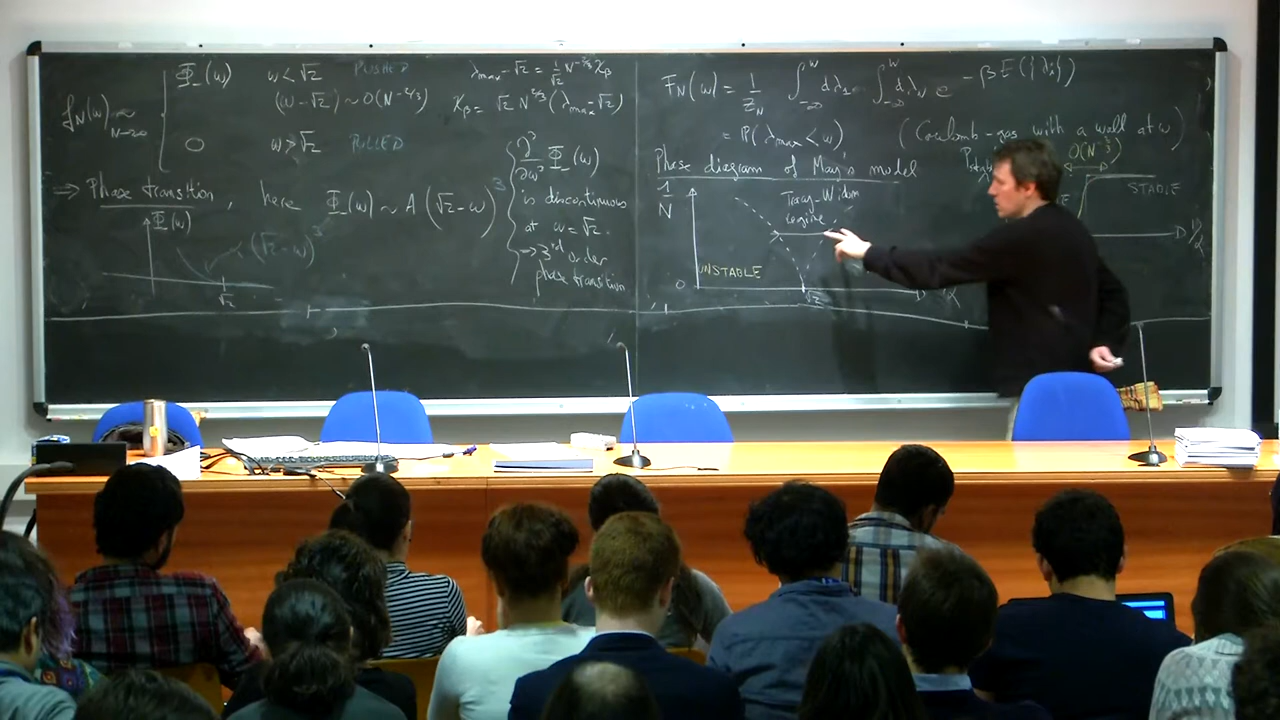 Φ_(w)   w < √2   PUSHED
(w - √2) ~ O(N^{-2/3})
f_N(w) ~ N→∞
0   w > √2   PULLED
⇒ Phase transition, here Φ_(w) ~ A(√2 - w)^3
Φ_(w)
(√2 - w)^3
√2
λ_max - √2 = 1/√2 N^{-2/3} χ_β
χ_β = √2 N^{2/3} (λ_max - √2)
∂^3/∂w^3 Φ_(w)
is discontinuous
at w = √2.
→ 3rd order
phase transition
F_N(w) = 1/Z_N ∫_{-∞}^w dλ_1 ... ∫_{-∞}^w dλ_N e^{-β E({λ_i})}
= P(λ_max < w)   (Coulomb-gas with a wall at w)
Phase diagram of May's model
1/N
Tracy-Widom
regime
UNSTABLE
0
√2
O(N^{-2/3})
STABLE